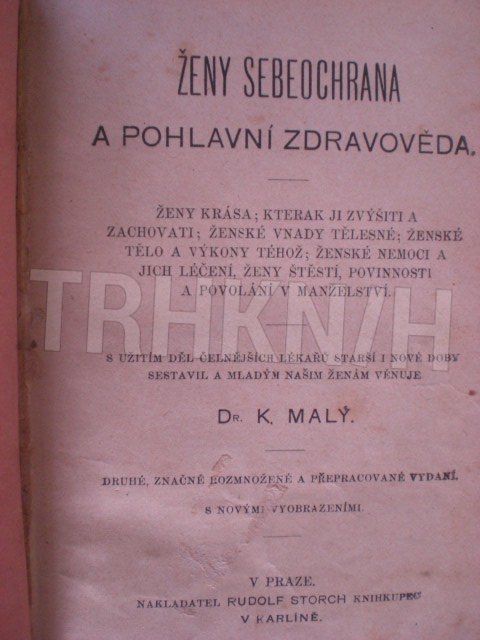 ŽENY SEBEOCHRANA
A POHLAVNÍ ZDRAVOVĚDA.
ŽENY KRÁSA; KTERAK JI ZVÝŠITI A
ZACHOVATI; ŽENSKÉ VNADY TĚLESNÉ; ŽENSKÉ
TĚLO A VÝKONY TÉHOŽ; ŽENSKÉ NEMOCI A
JICH LÉČENÍ, ŽENY ŠTĚSTÍ, POVINNOSTI
A POVOLÁNÍ V MANŽELSTVÍ.
TRHKNIH
S UŽITÍM DĚL ČELNĚJŠÍCH LÉKAŘŮ STARŠÍ I NOVÉ DOBY
SESTAVIL A MLADÝM NAŠIM ŽENÁM VĚNUJE
DR. K. MALÝ.
DRUHÉ, ZNAČNĚ ROZMNOŽENÉ A PŘEPRACOVANÉ VYDANÍ.
S NOVÝMI VYOBRAZENÍMI.
V PRAZE.
NAKLADATEL RUDOLF STORCH KNIHKUPEC
V KARLÍNĚ.